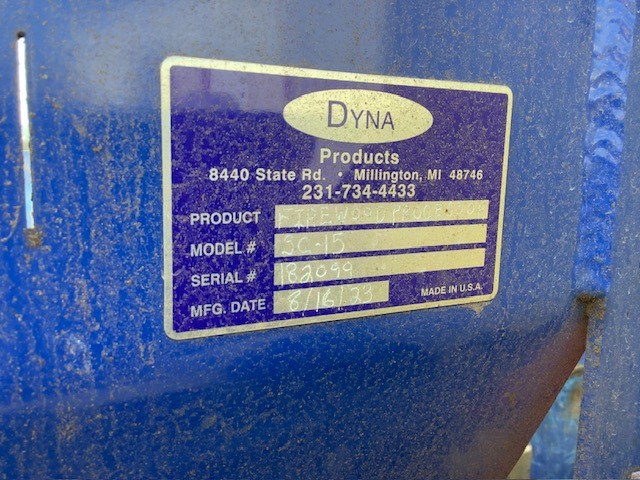 DYNA
Products
8440 State Rd. • Millington, MI 48746
231-734-4433
PRODUCT FIREWOOD PROCESSOR
MODEL # SC-15
SERIAL # 182099
MFG. DATE 8/16/23
MADE IN U.S.A.